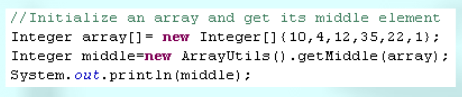 //Initialize an array and get its middle element
Integer array[]= new Integer[]{10,4,12,35,22,1};
Integer middle=new ArrayUtils().getMiddle(array);
System.out.println(middle);